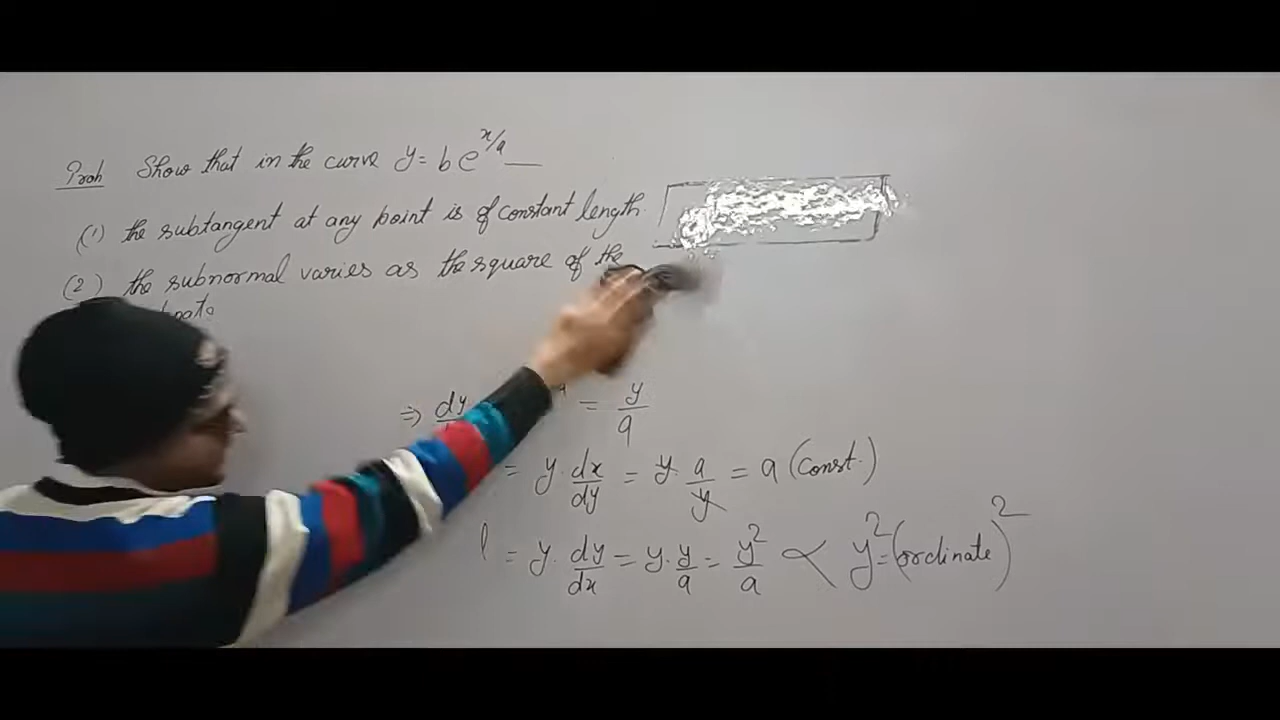 Prob Show that in the curve y = b e^{x/a} —
(1) the subtangent at any point is of constant length.
(2) the subnormal varies as the square of the
⇒ dy = y/a
= y · dx/dy = y · a/y = a (Const.)
l = y · dy/dx = y · y/a = y²/a ∝ y² = (ordinate)²